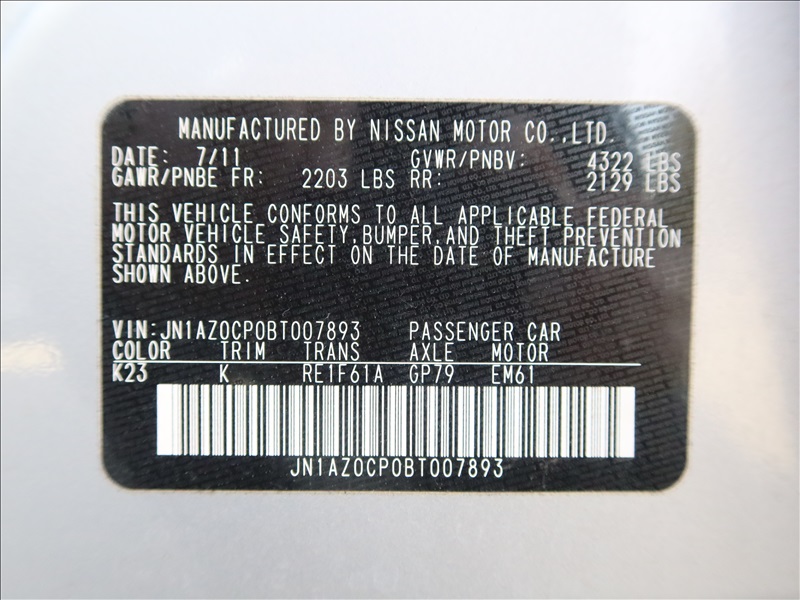 MANUFACTURED BY NISSAN MOTOR CO.,LTD.
DATE: 7/11 GVWR/PNBV: 4322 LBS
GAWR/PNBE FR: 2203 LBS RR: 2129 LBS
THIS VEHICLE CONFORMS TO ALL APPLICABLE FEDERAL
MOTOR VEHICLE SAFETY,BUMPER,AND THEFT PREVENTION
STANDARDS IN EFFECT ON THE DATE OF MANUFACTURE
SHOWN ABOVE.
VIN:JN1AZ0CP0BT007893 PASSENGER CAR
COLOR TRIM TRANS AXLE MOTOR
K23 K RE1F61A GP79 EM61
JN1AZ0CP0BT007893